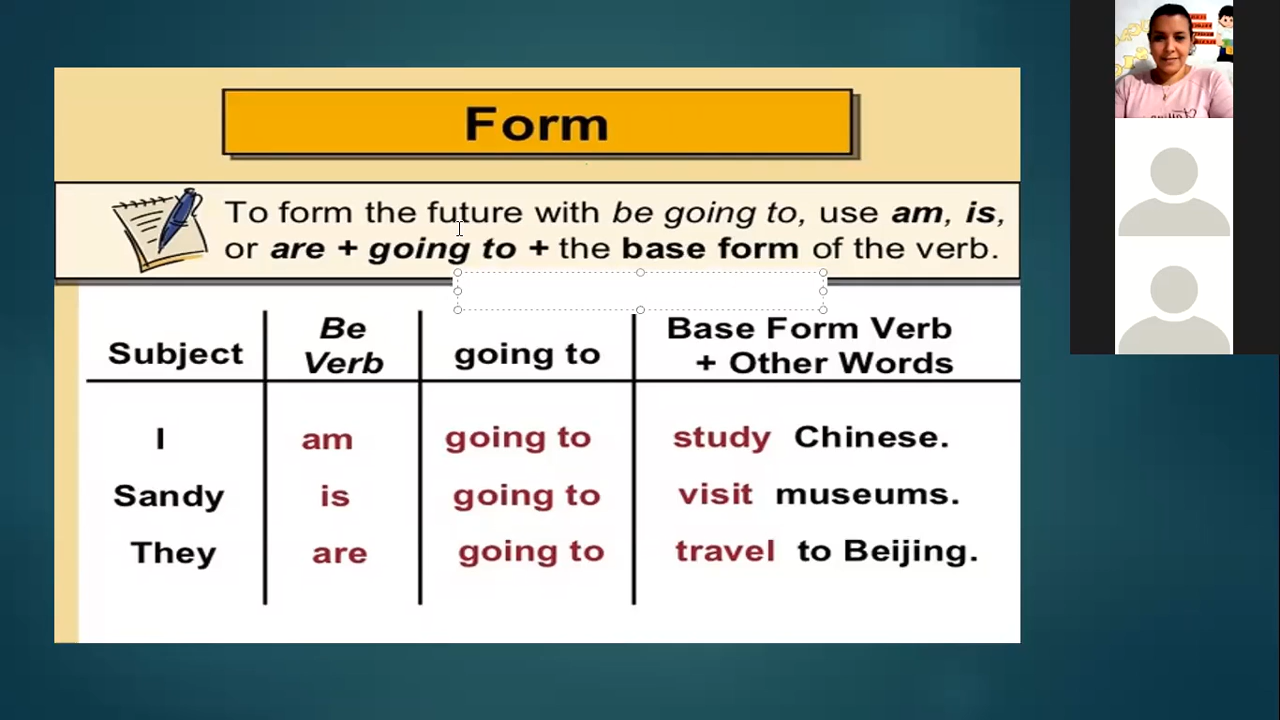 Form
To form the future with be going to, use am, is,
or are + going to + the base form of the verb.
Subject Be Verb going to Base Form Verb + Other Words
I am going to study Chinese.
Sandy is going to visit museums.
They are going to travel to Beijing.